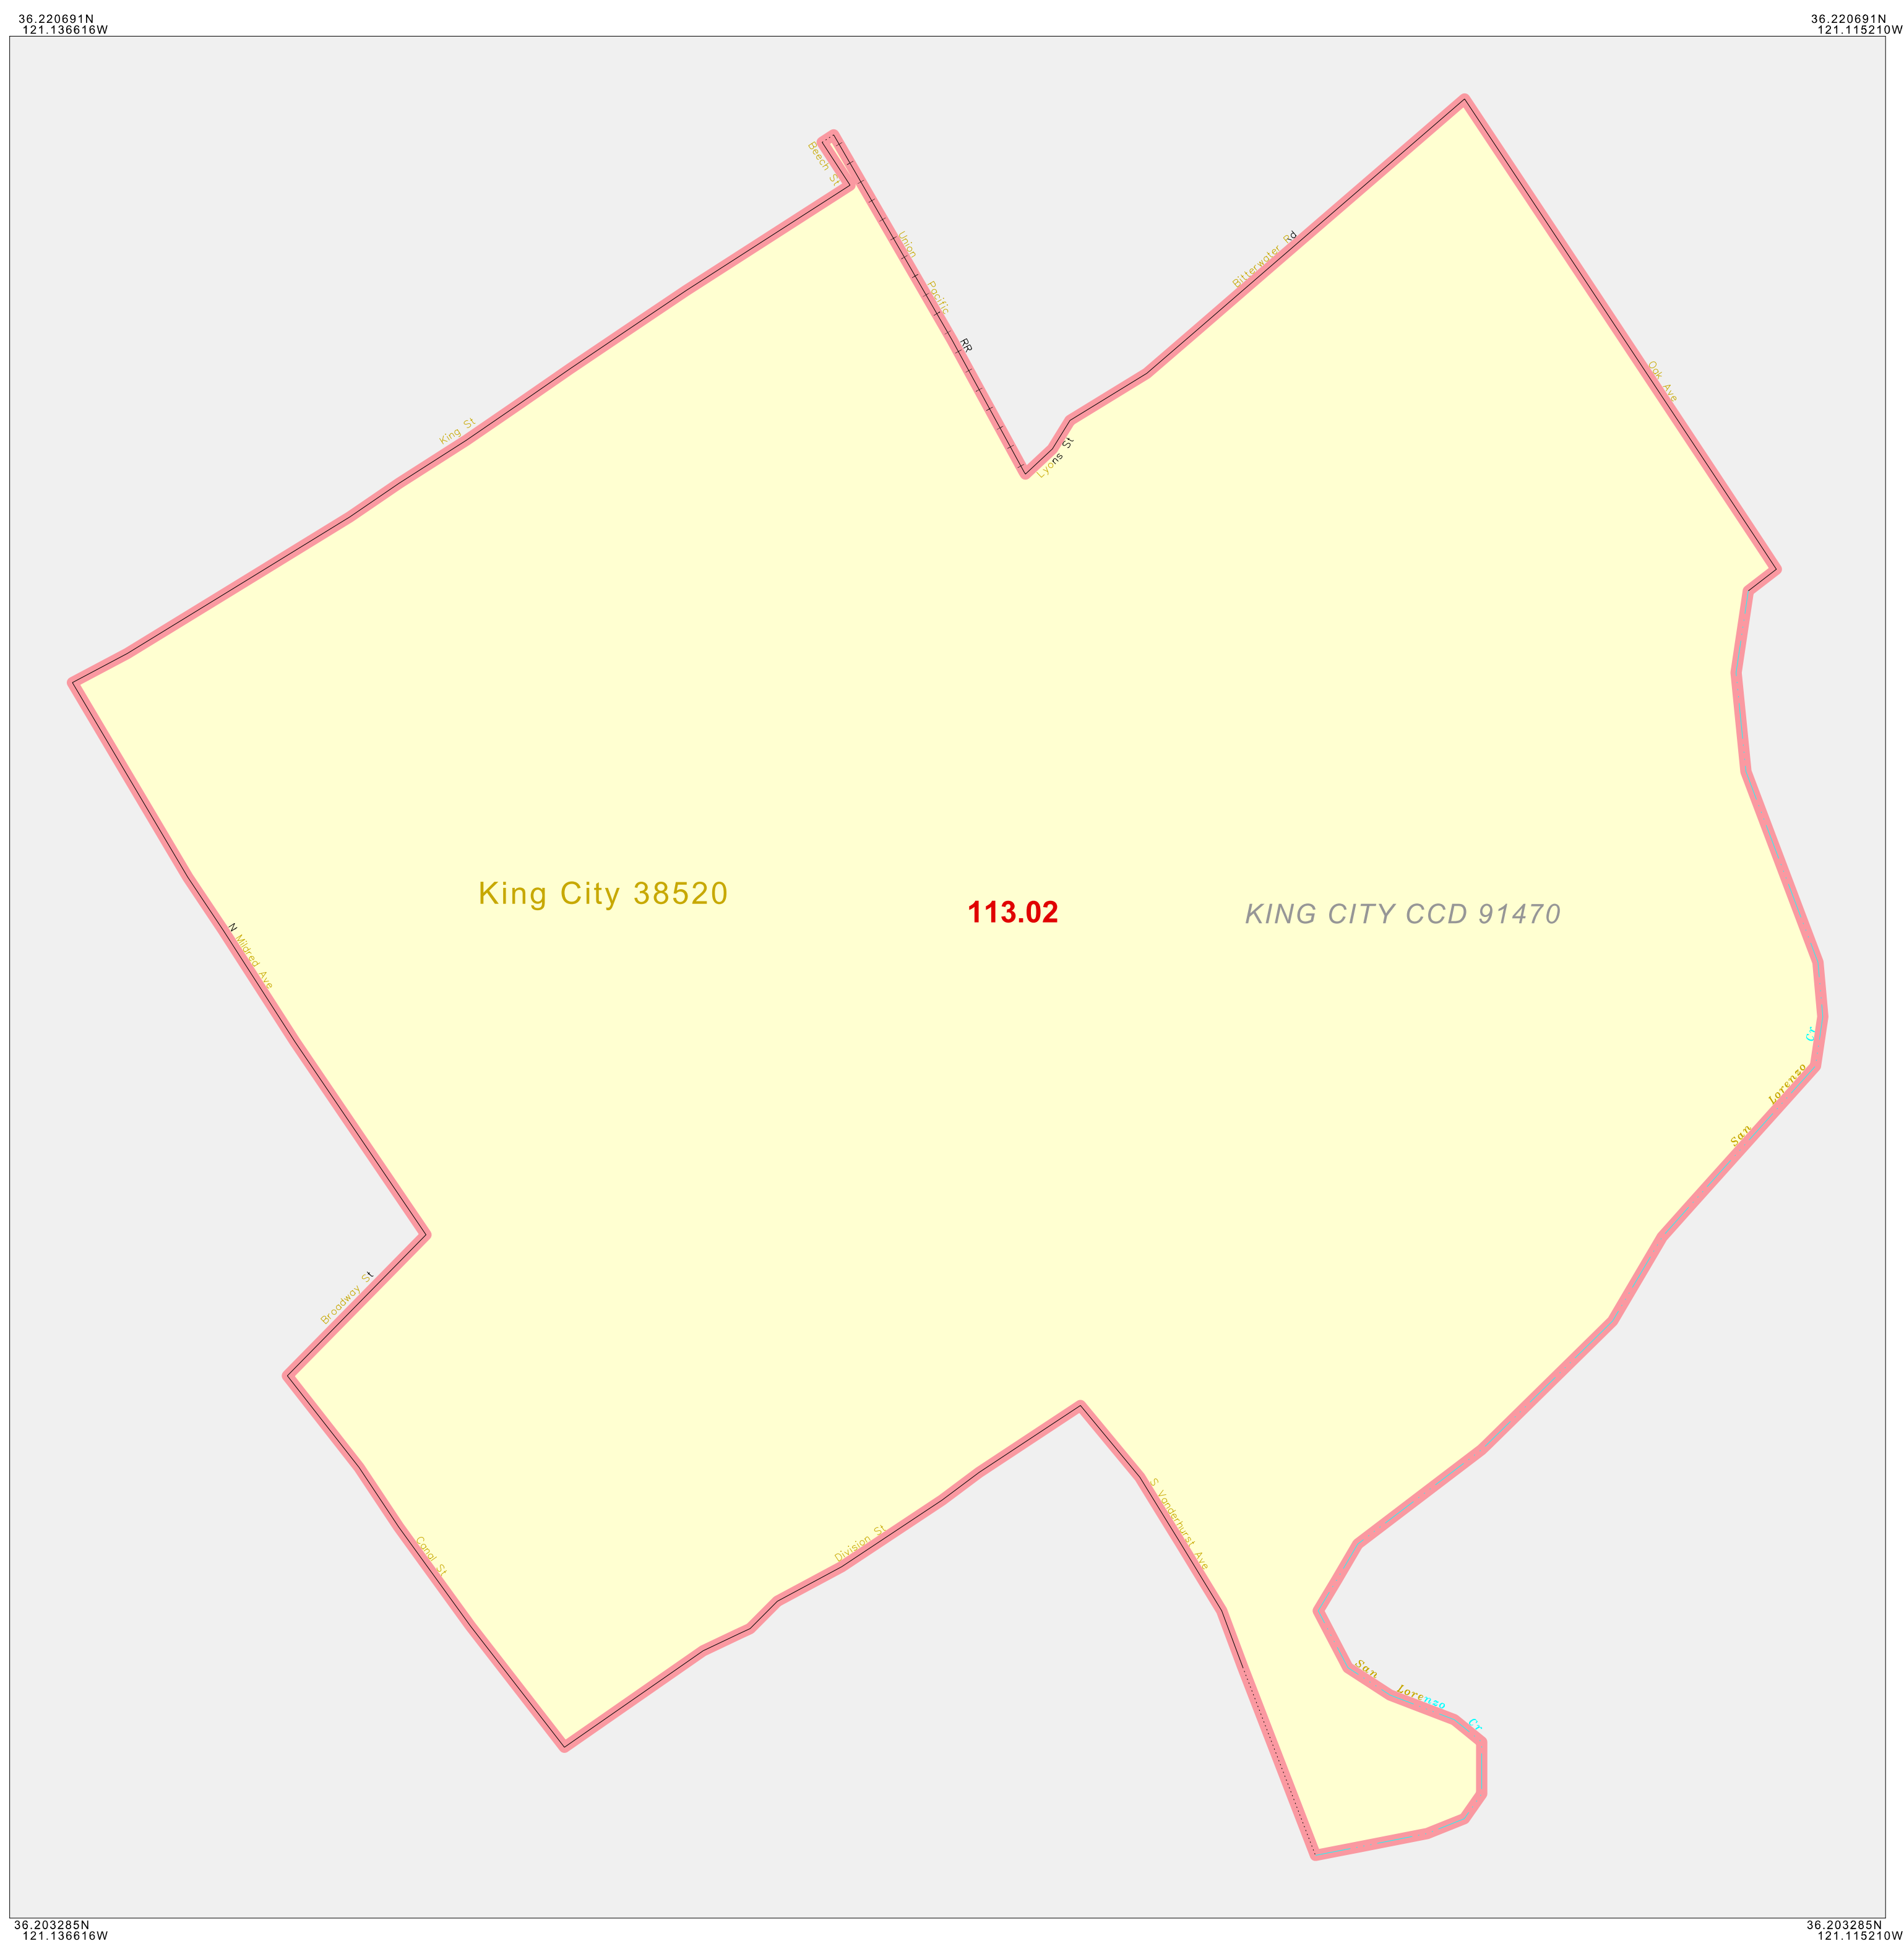 36.220691N
121.136616W
36.220691N
121.115210W
Beech St
Union Pacific RR
Bitterwater Rd
Oak Ave
King St
Lyons St
King City 38520
113.02
KING CITY CCD 91470
N Mildred Ave
San Lorenzo Cr
Broadway St
S Vanderhurst Ave
Division St
Canal St
San Lorenzo Cr
36.203285N
121.136616W
36.203285N
121.115210W